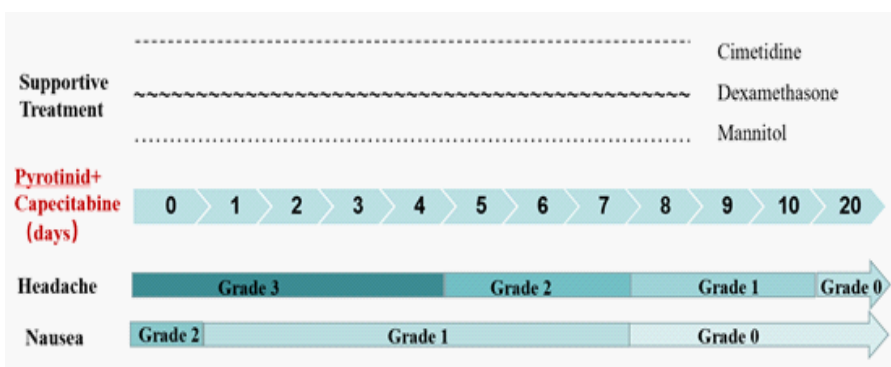 Cimetidine
Supportive
Treatment
Dexamethasone
Mannitol
Pyrotinid+
Capecitabine
(days)
0 1 2 3 4 5 6 7 8 9 10 20
Headache
Grade 3 Grade 2 Grade 1 Grade 0
Nausea
Grade 2 Grade 1 Grade 0